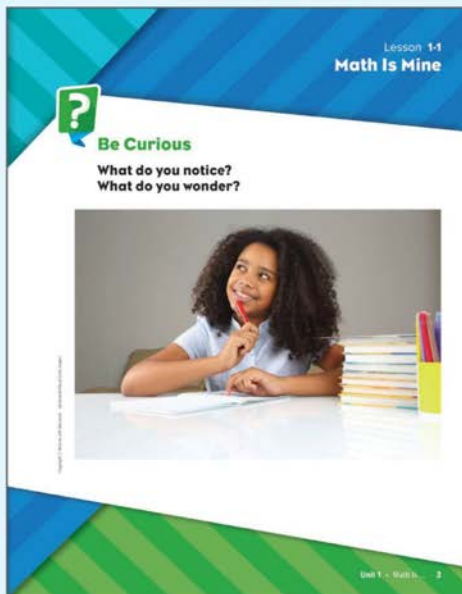 Lesson 1-1
Math Is Mine
?
Be Curious
What do you notice?
What do you wonder?
Unit 1 • Math Is... 3